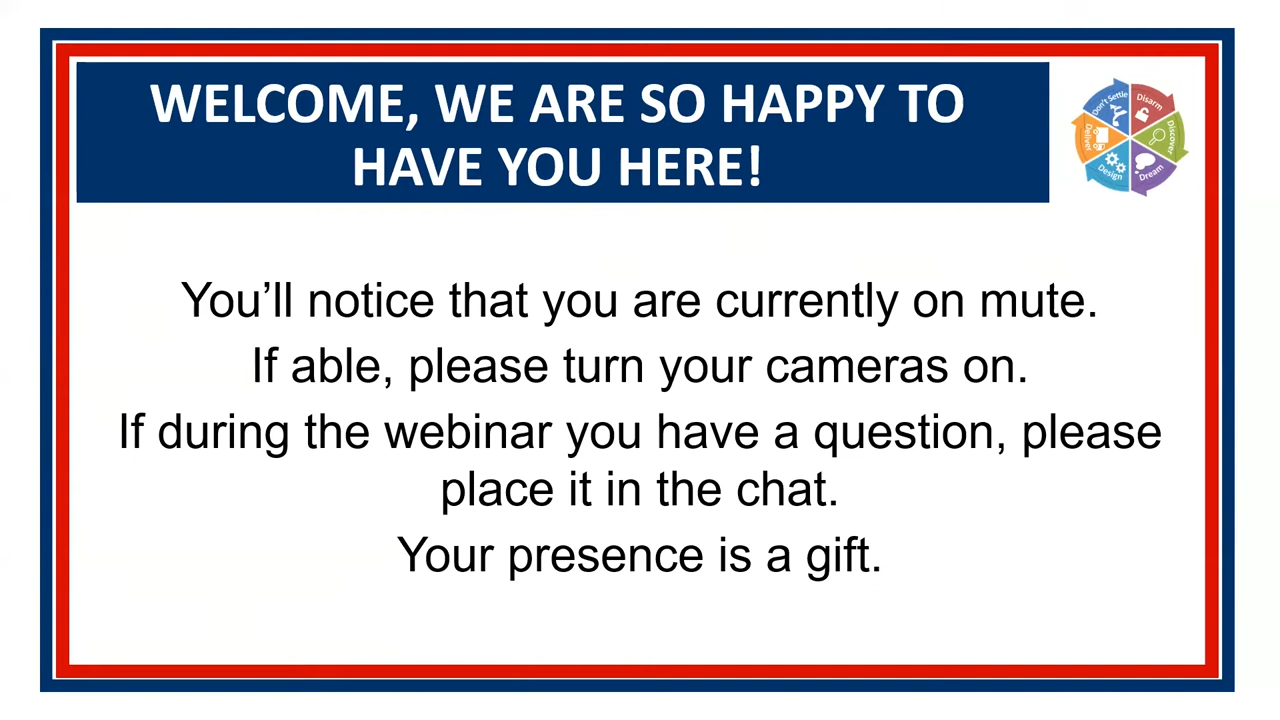 WELCOME, WE ARE SO HAPPY TO
HAVE YOU HERE!
Don't Settle
Disarm
Discover
Dream
Design
Deliver
You’ll notice that you are currently on mute.
If able, please turn your cameras on.
If during the webinar you have a question, please
place it in the chat.
Your presence is a gift.